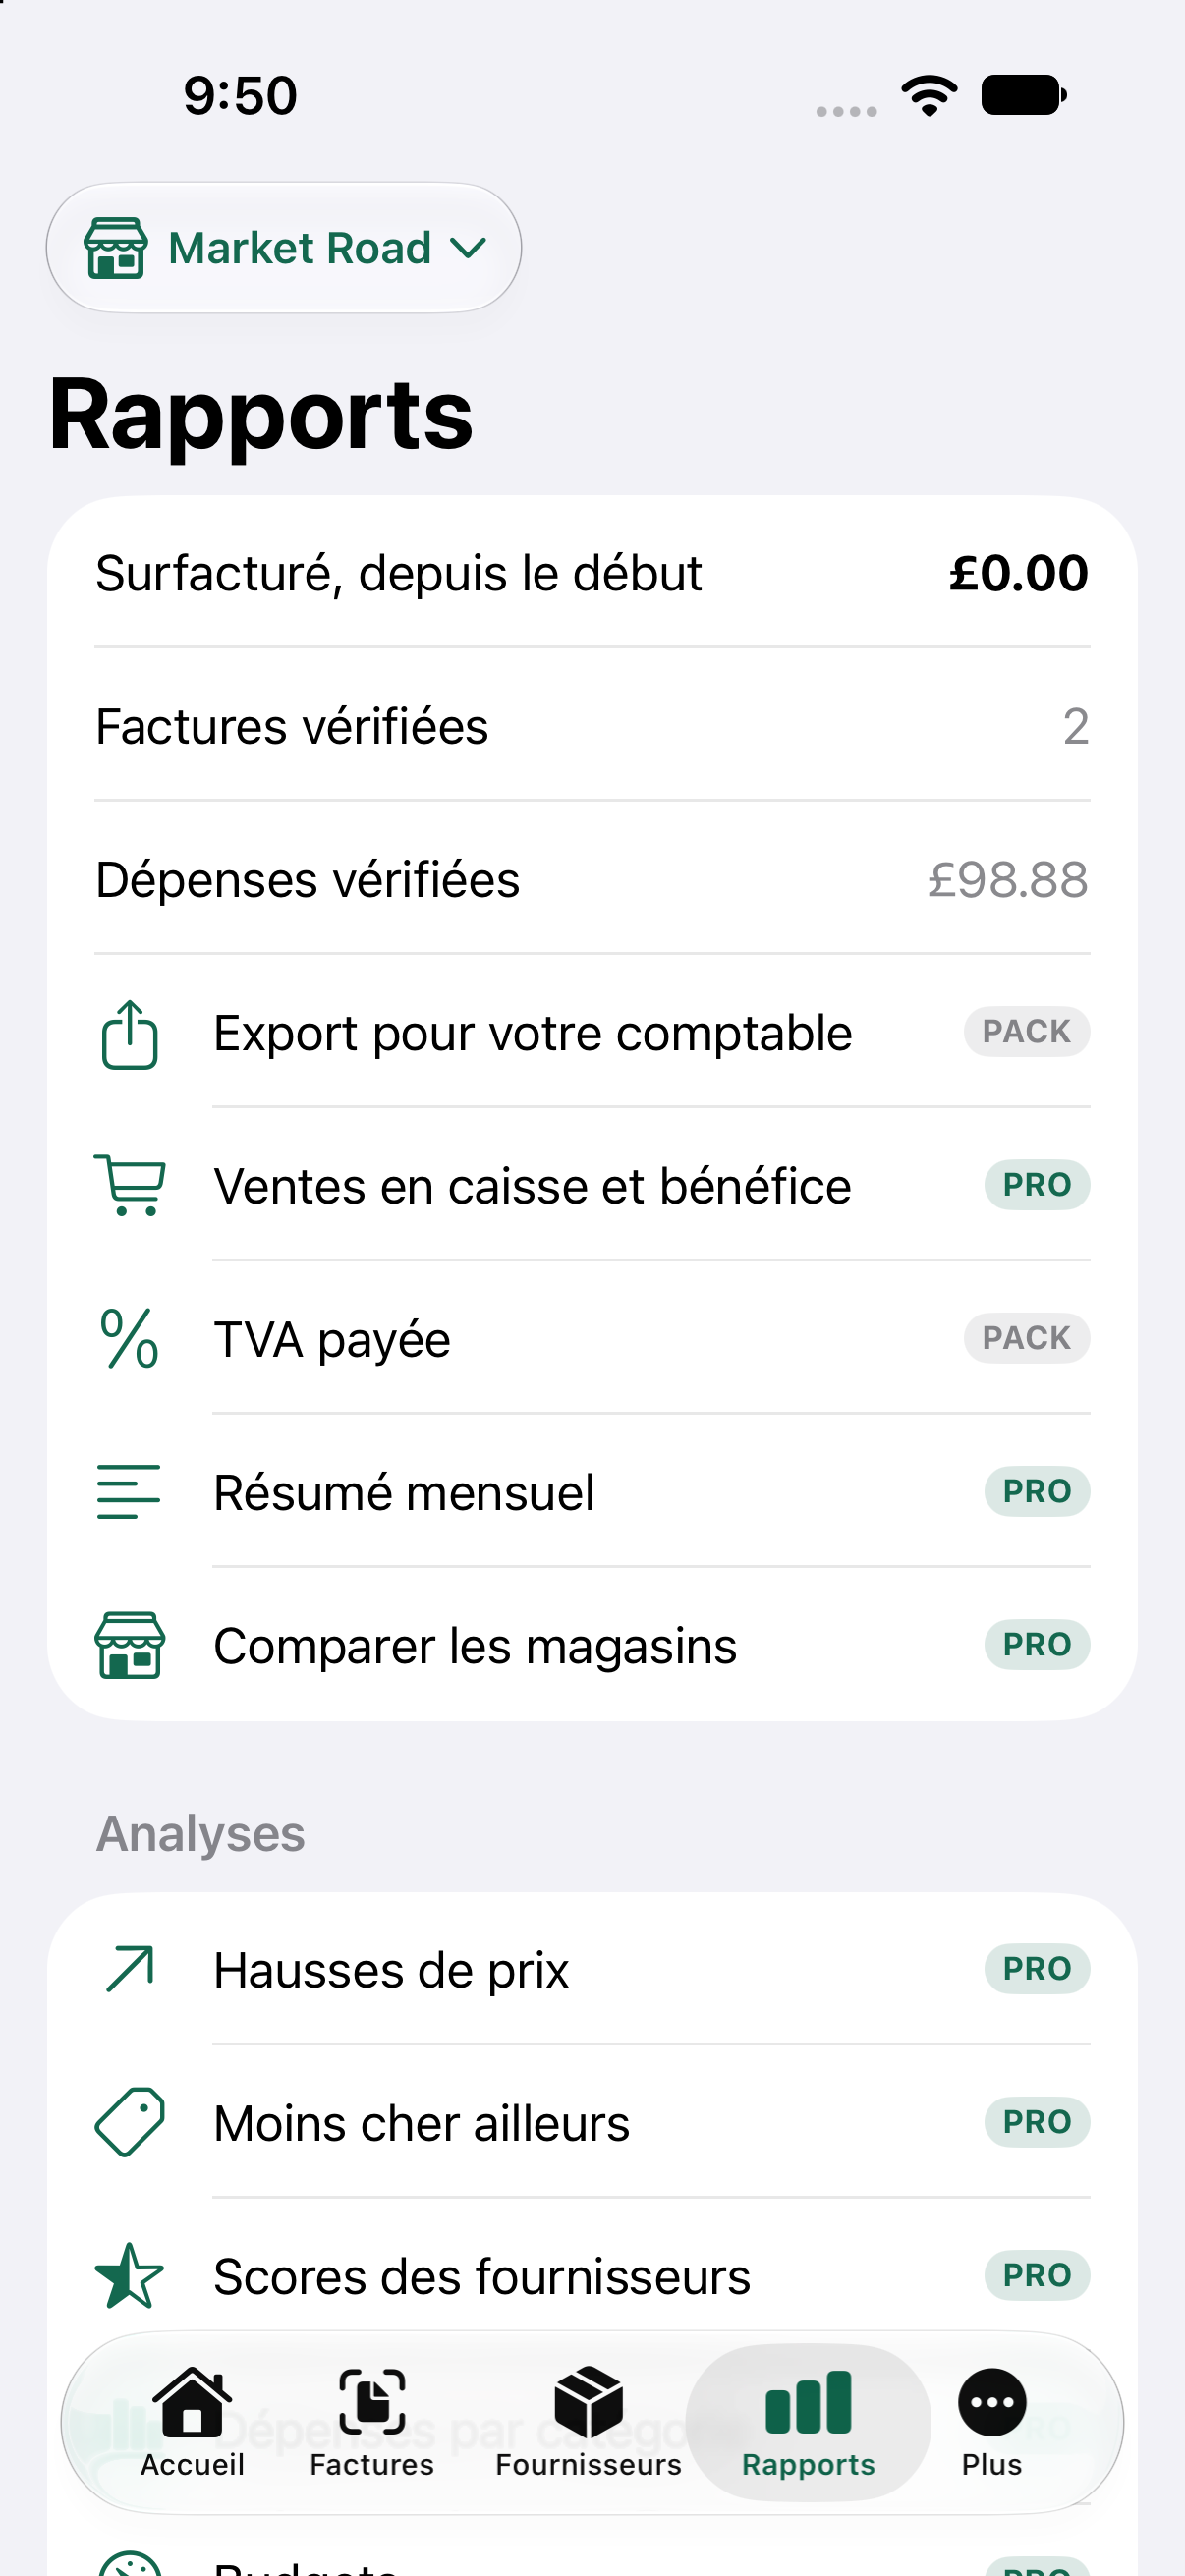 9:50
Market Road
Rapports
Surfacturé, depuis le début £0.00
Factures vérifiées 2
Dépenses vérifiées £98.88
Export pour votre comptable PACK
Ventes en caisse et bénéfice PRO
TVA payée PACK
Résumé mensuel PRO
Comparer les magasins PRO
Analyses
Hausses de prix PRO
Moins cher ailleurs PRO
Scores des fournisseurs PRO
Dépenses par
Accueil Factures Fournisseurs Rapports Plus